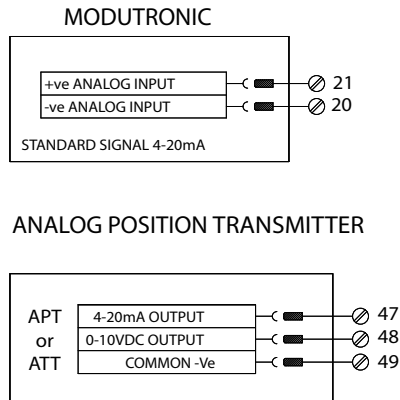 MODUTRONIC
+ve ANALOG INPUT 21
-ve ANALOG INPUT 20
STANDARD SIGNAL 4-20mA
ANALOG POSITION TRANSMITTER
APT 4-20mA OUTPUT 47
or 0-10VDC OUTPUT 48
ATT COMMON -Ve 49